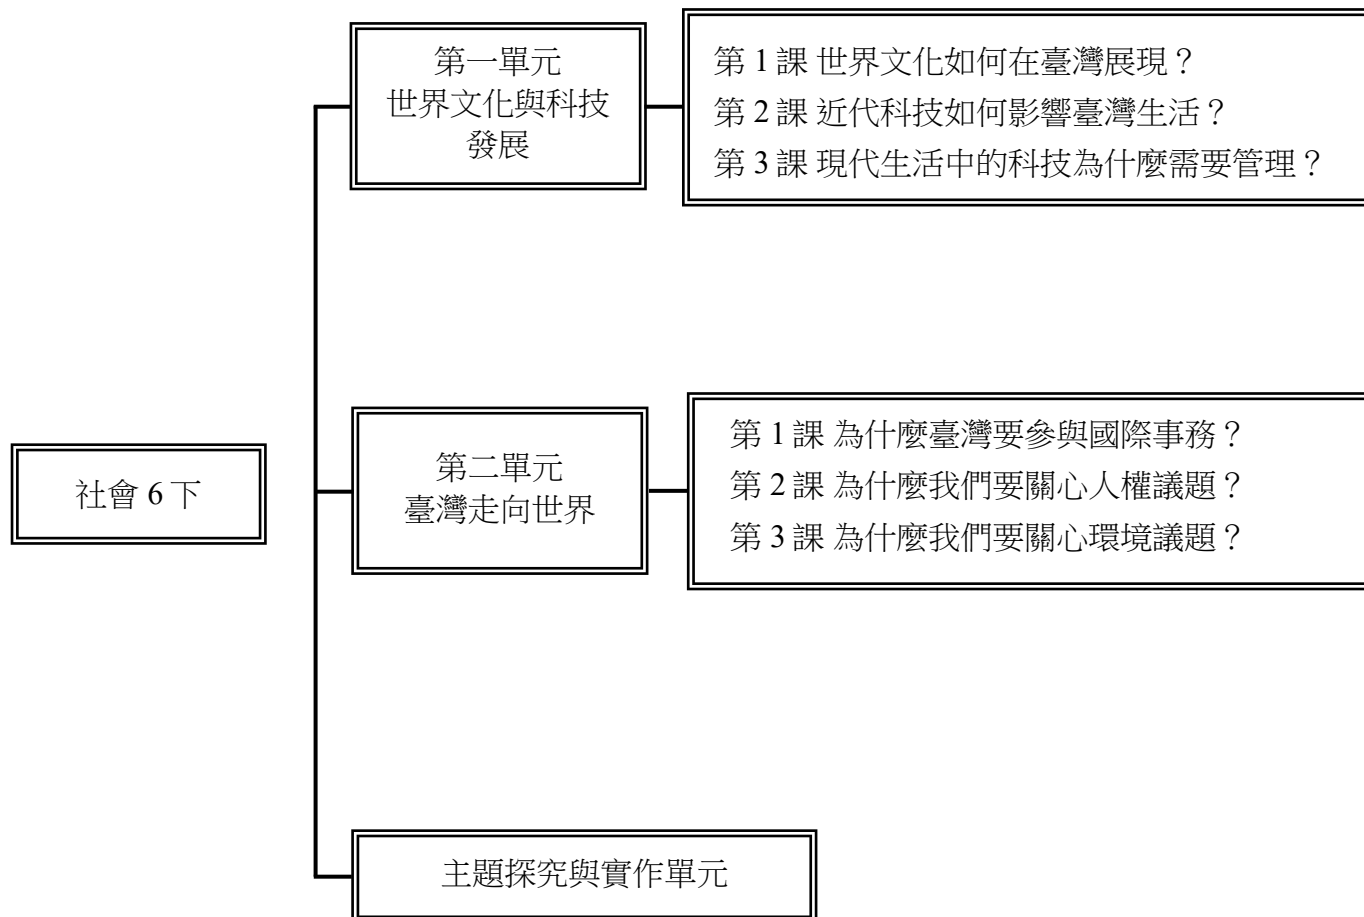 社會 6 下
第一單元
世界文化與科技
發展
第 1 課 世界文化如何在臺灣展現？
第 2 課 近代科技如何影響臺灣生活？
第 3 課 現代生活中的科技為什麼需要管理？
第二單元
臺灣走向世界
第 1 課 為什麼臺灣要參與國際事務？
第 2 課 為什麼我們要關心人權議題？
第 3 課 為什麼我們要關心環境議題？
主題探究與實作單元